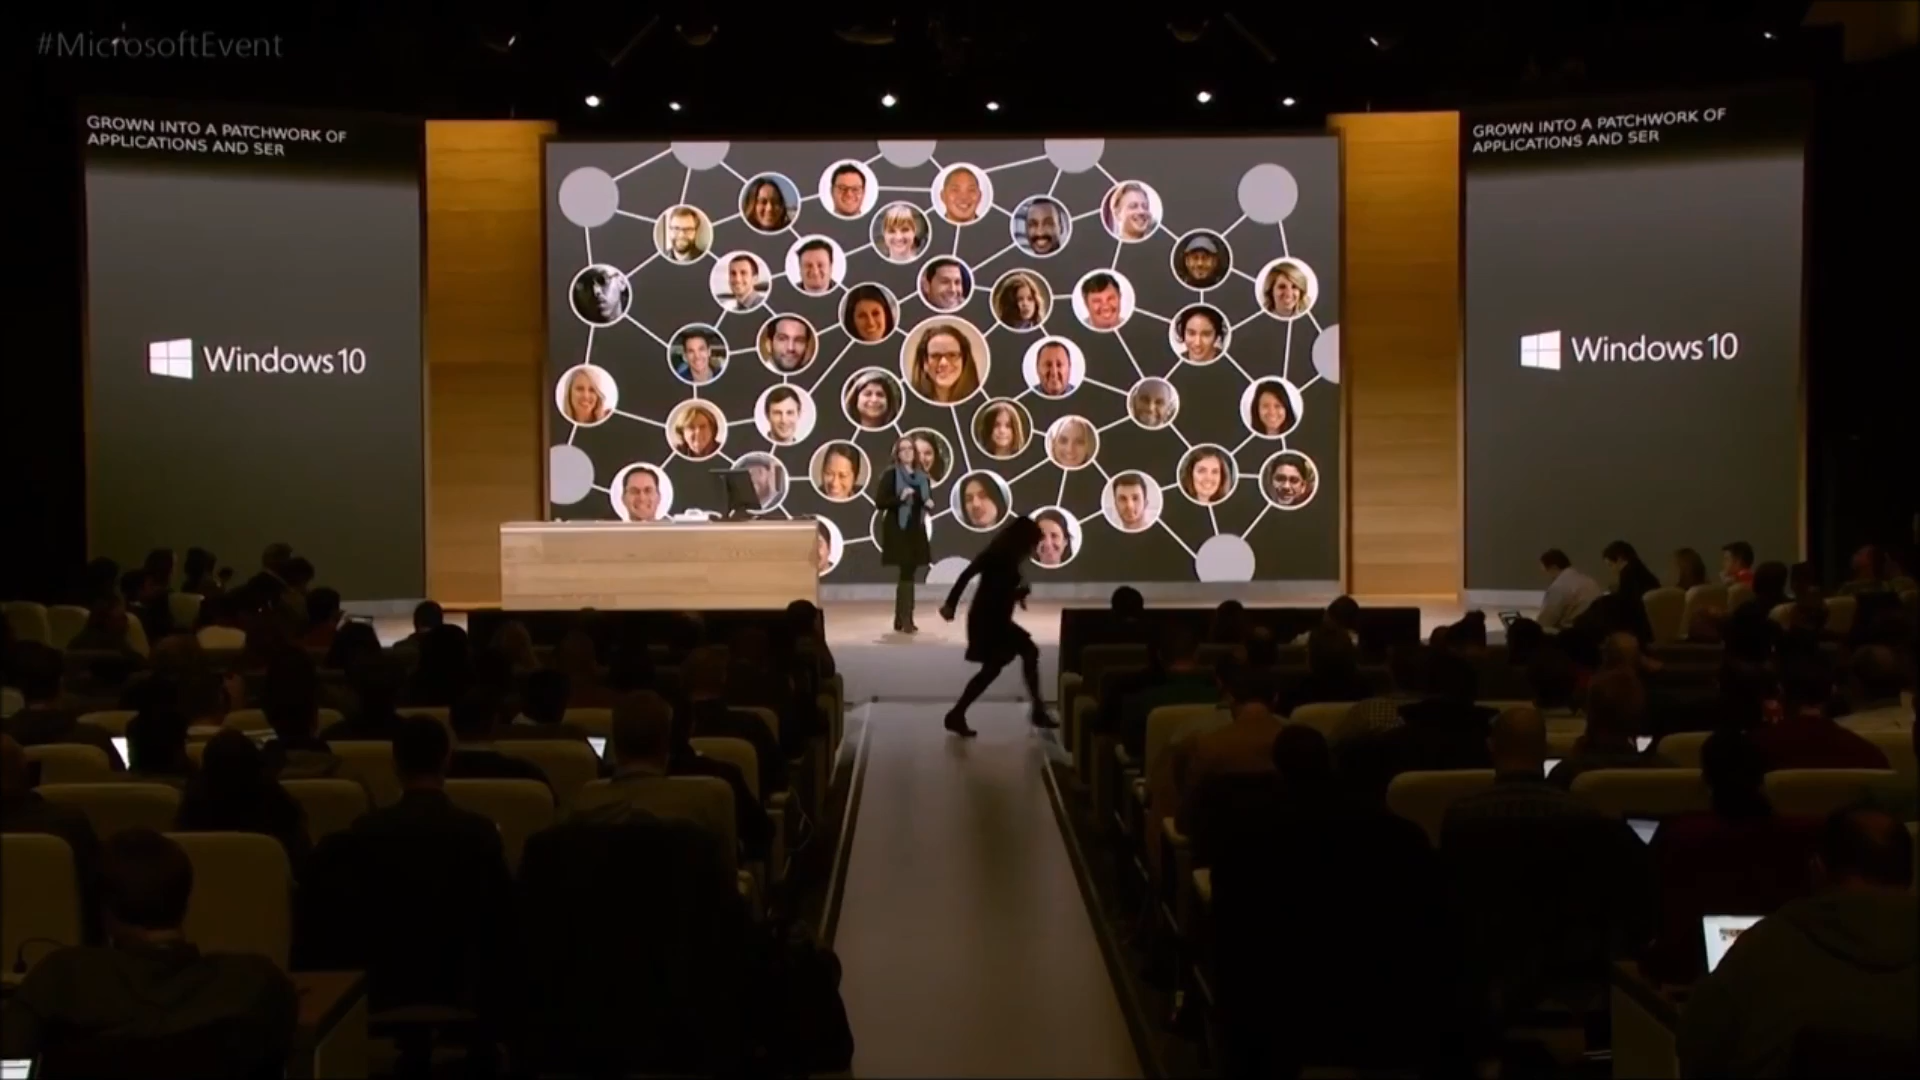 #MicrosoftEvent
GROWN INTO A PATCHWORK OF
APPLICATIONS AND SER
Windows 10
GROWN INTO A PATCHWORK OF
APPLICATIONS AND SER
Windows 10